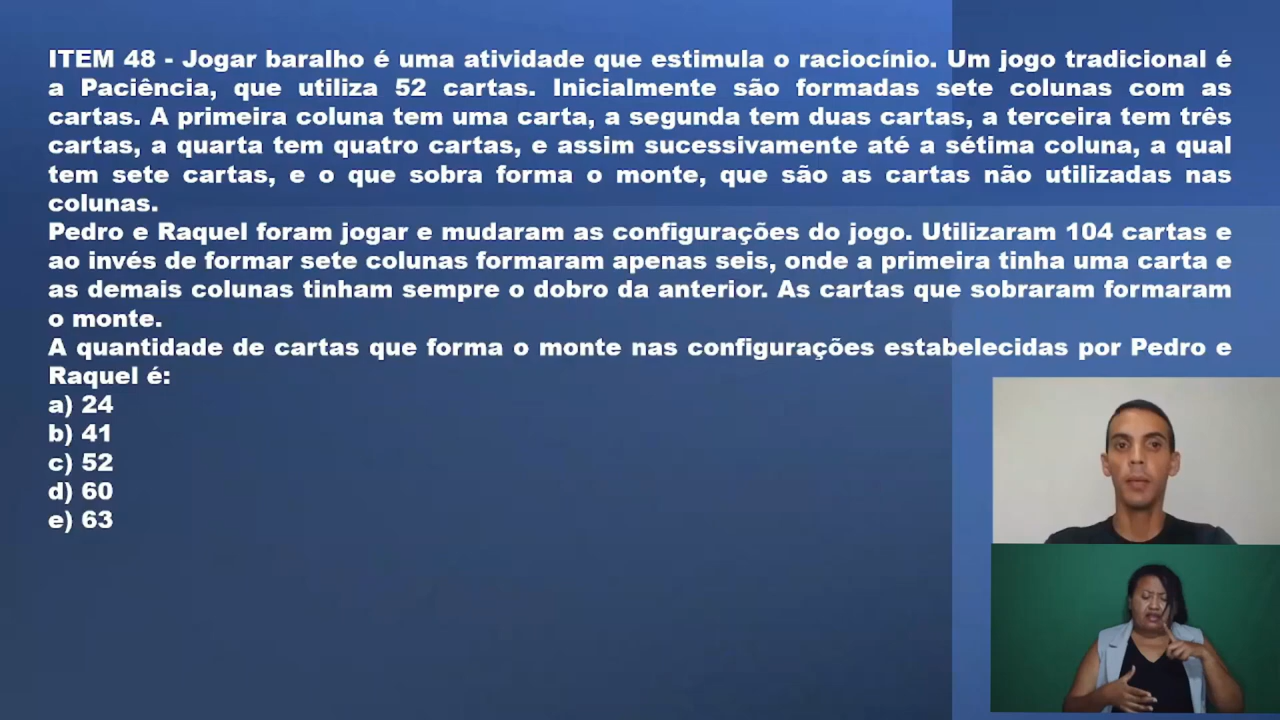 ITEM 48 - Jogar baralho é uma atividade que estimula o raciocínio. Um jogo tradicional é
a Paciência, que utiliza 52 cartas. Inicialmente são formadas sete colunas com as
cartas. A primeira coluna tem uma carta, a segunda tem duas cartas, a terceira tem três
cartas, a quarta tem quatro cartas, e assim sucessivamente até a sétima coluna, a qual
tem sete cartas, e o que sobra forma o monte, que são as cartas não utilizadas nas
colunas.
Pedro e Raquel foram jogar e mudaram as configurações do jogo. Utilizaram 104 cartas e
ao invés de formar sete colunas formaram apenas seis, onde a primeira tinha uma carta e
as demais colunas tinham sempre o dobro da anterior. As cartas que sobraram formaram
o monte.
A quantidade de cartas que forma o monte nas configurações estabelecidas por Pedro e
Raquel é:
a) 24
b) 41
c) 52
d) 60
e) 63